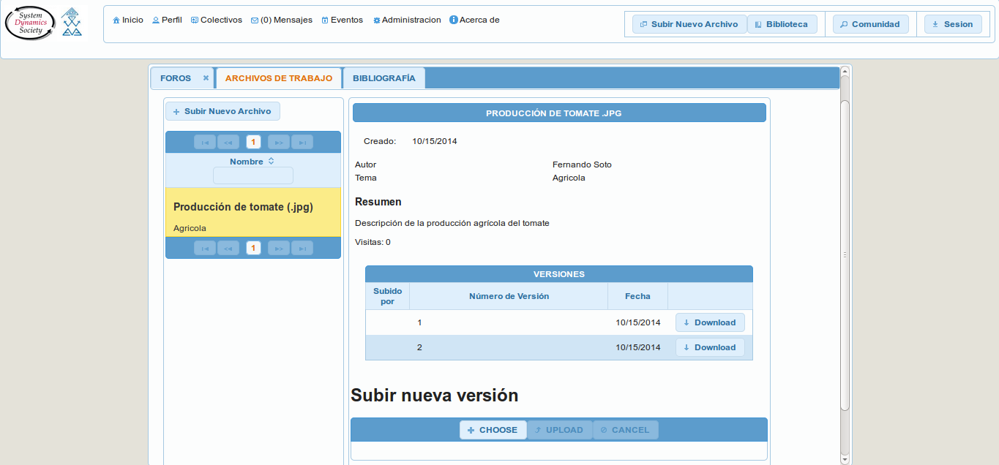 System
Dynamics
Society
Inicio Perfil Colectivos (0) Mensajes Eventos Administracion Acerca de
Subir Nuevo Archivo Biblioteca Comunidad Sesion
FOROS ARCHIVOS DE TRABAJO BIBLIOGRAFÍA
Subir Nuevo Archivo
1
Nombre
Producción de tomate (.jpg)
Agricola
1
PRODUCCIÓN DE TOMATE .JPG
Creado: 10/15/2014
Autor Fernando Soto
Tema Agricola
Resumen
Descripción de la producción agrícola del tomate
Visitas: 0
VERSIONES
Subido
por Número de Versión Fecha
1 10/15/2014 Download
2 10/15/2014 Download
Subir nueva versión
CHOOSE UPLOAD CANCEL